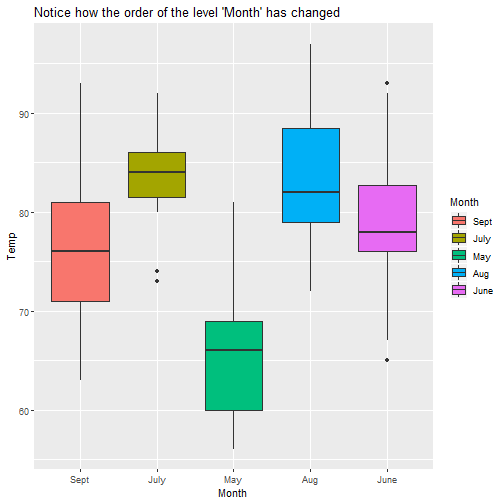 Notice how the order of the level 'Month' has changed
Temp
90
80
70
60
Sept July May Aug June
Month
Month
Sept
July
May
Aug
June